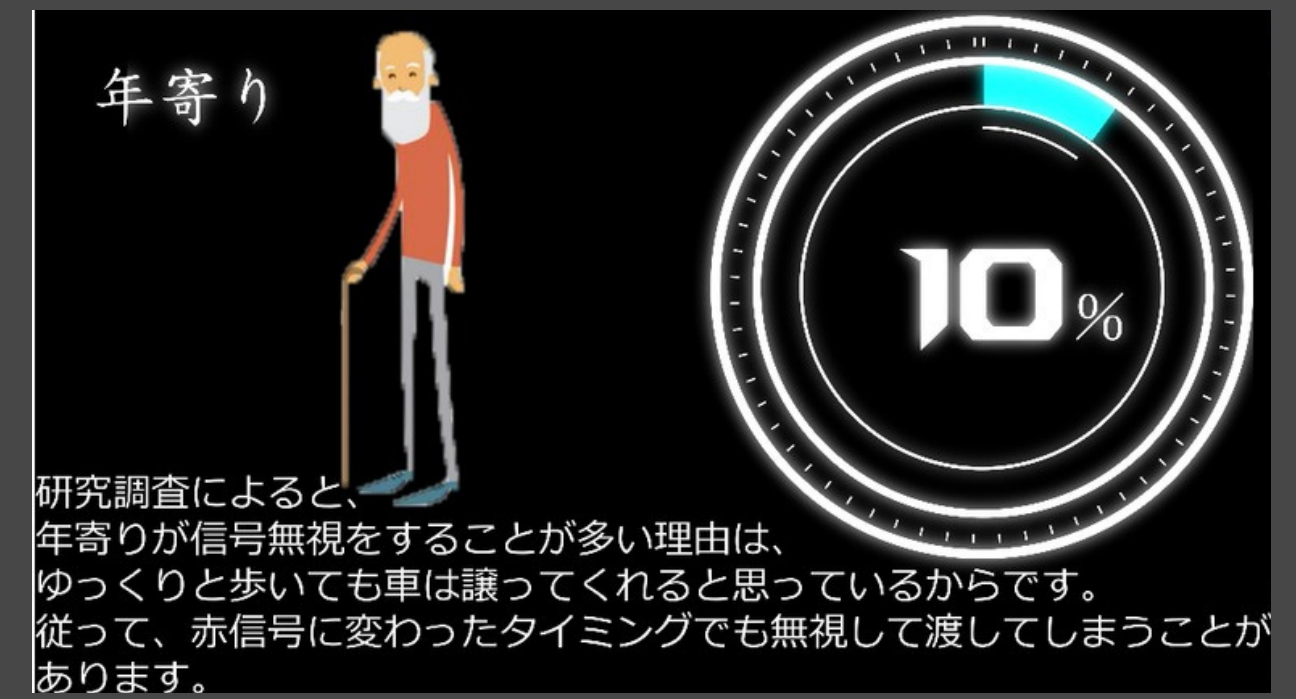 年寄り
10%
研究調査によると、
年寄りが信号無視をすることが多い理由は、
ゆっくりと歩いても車は譲ってくれると思っているからです。
従って、赤信号に変わったタイミングでも無視して渡してしまうことが
あります。